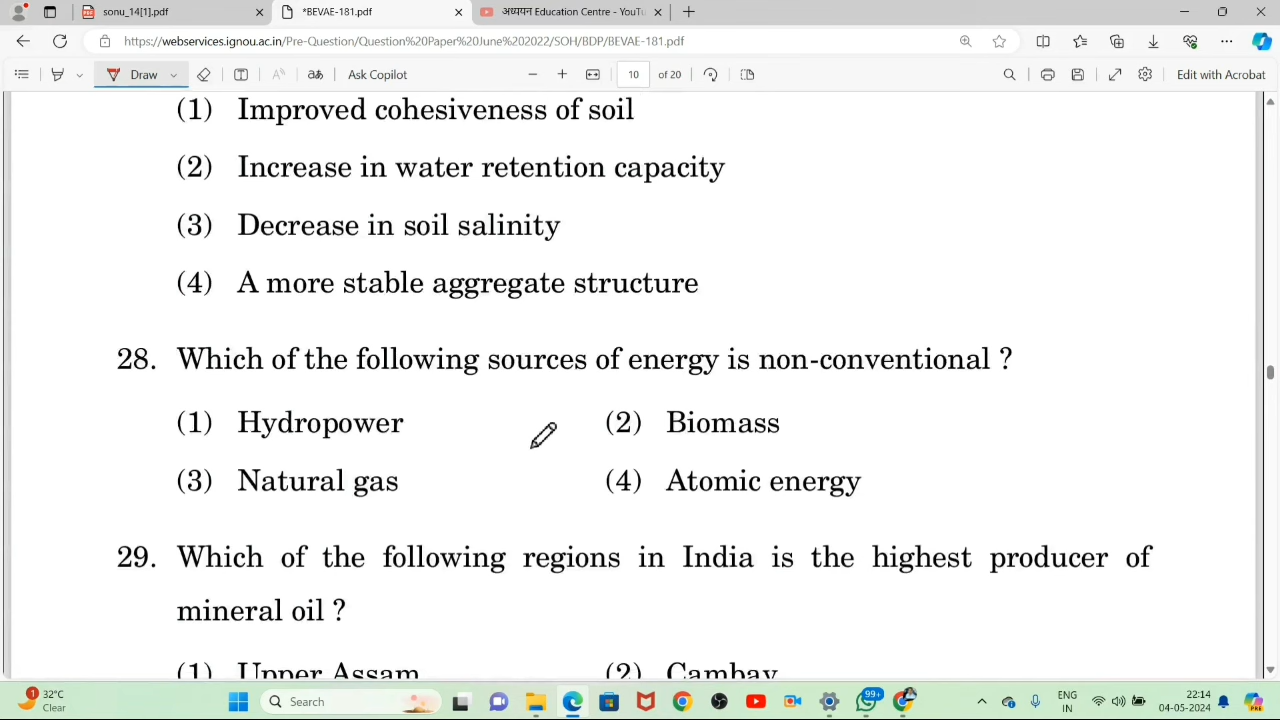 sonu_14[1].pdf
*BEVAE-181.pdf
अध्ययन Education Centre - YouTu
https://webservices.ignou.ac.in/Pre-Question/Question%20Paper%20June%202022/SOH/BDP/BEVAE-181.pdf
Draw
Ask Copilot
10 of 20
Edit with Acrobat
(1) Improved cohesiveness of soil
(2) Increase in water retention capacity
(3) Decrease in soil salinity
(4) A more stable aggregate structure
28. Which of the following sources of energy is non-conventional ?
(1) Hydropower (2) Biomass
(3) Natural gas (4) Atomic energy
29. Which of the following regions in India is the highest producer of
mineral oil ?
(1) Upper Assam (2) Cambay
1
32°C
Clear
Search
99+
ENG
IN
22:14
04-05-2024